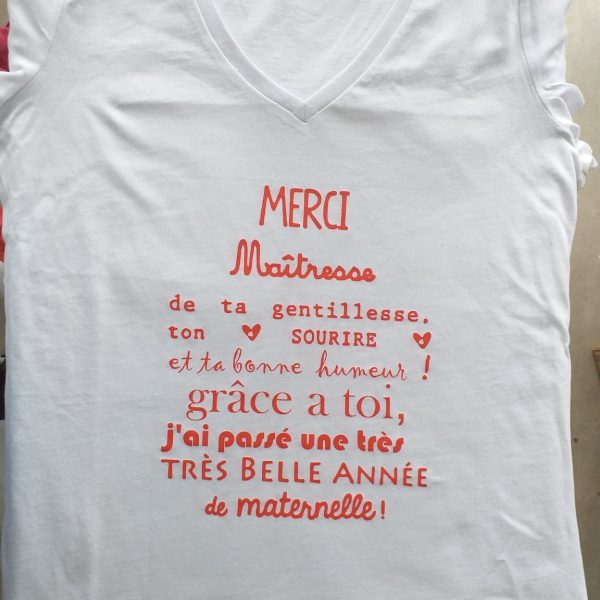 MERCI
Maîtresse
de ta gentillesse,
ton SOURIRE
et ta bonne humeur !
grâce a toi,
j'ai passé une très
TRÈS BELLE ANNÉE
de maternelle !